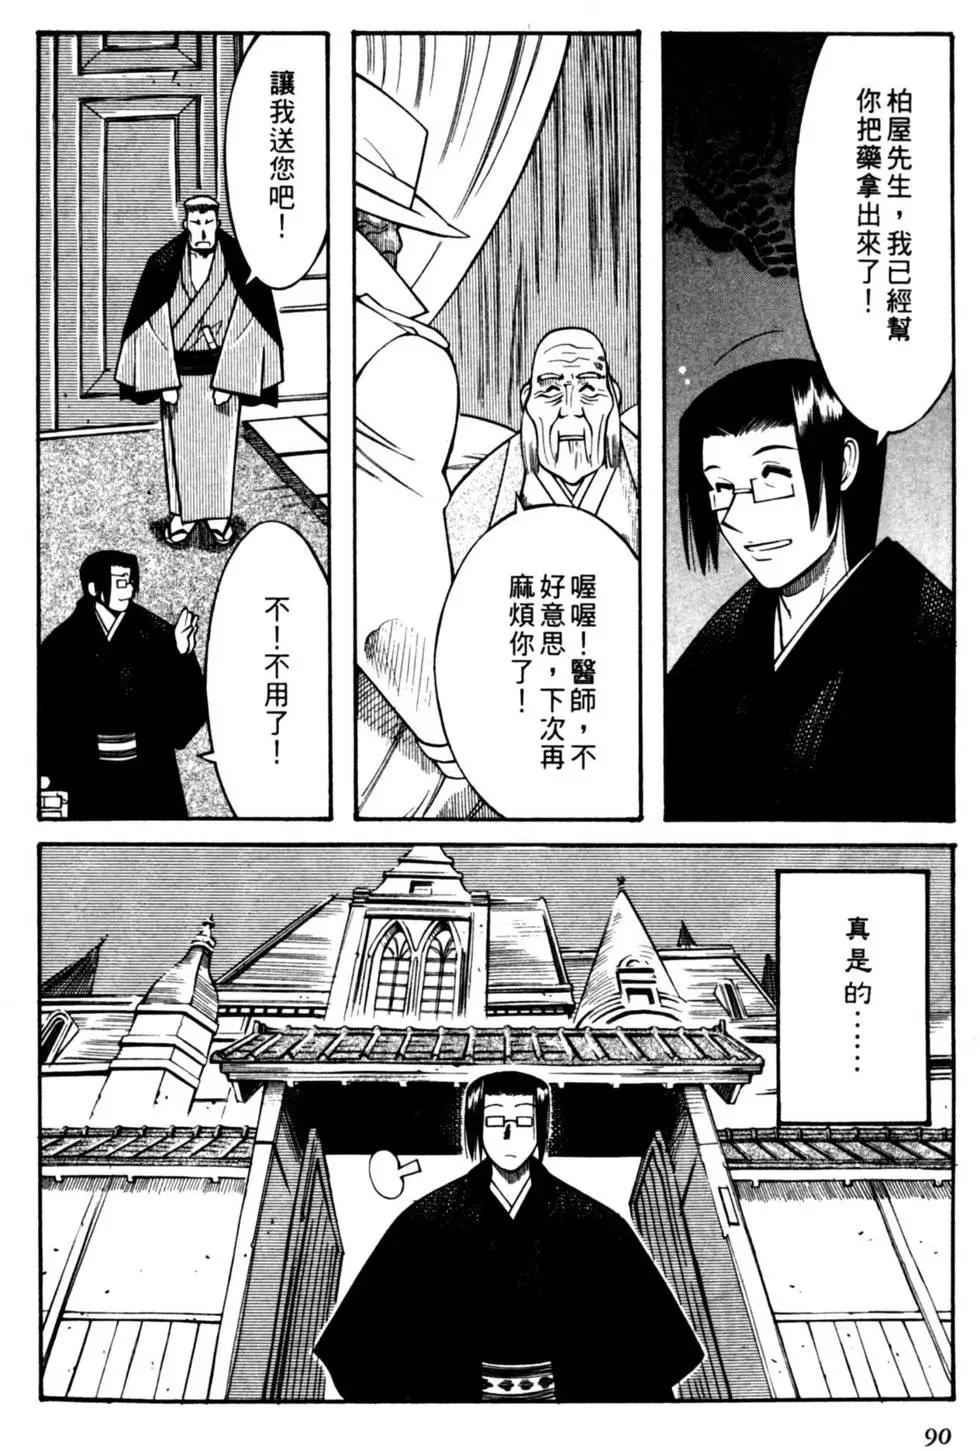 柏屋先生，我已經幫
你把藥拿出來了！
喔喔！醫師，不
好意思，下次再
麻煩你了！
讓我送您吧！
不！不用了！
真是的……
90